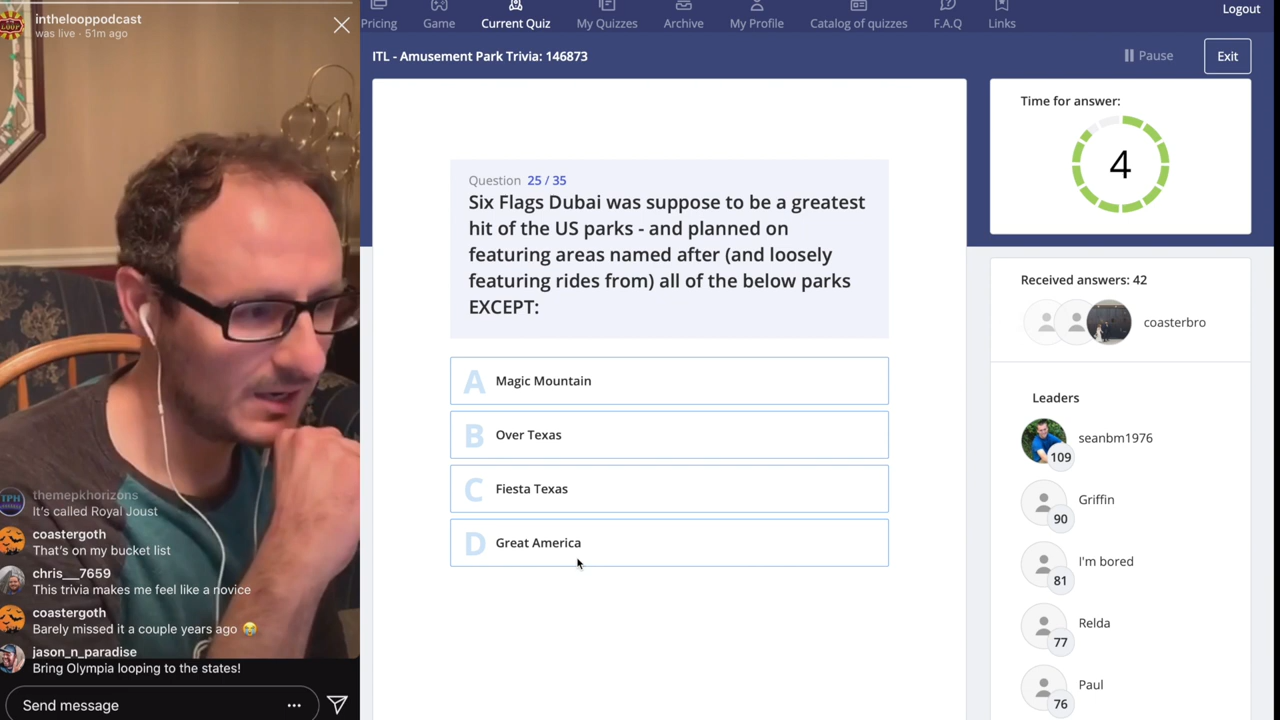 inthelooppodcast
was live · 51m ago
LOOP
themepkhorizons
It's called Royal Joust
TPH
coastergoth
That's on my bucket list
chris__7659
This trivia makes me feel like a novice
coastergoth
Barely missed it a couple years ago 😭
jason_n_paradise
Bring Olympia looping to the states!
Send message
Pricing
Game
Current Quiz
My Quizzes
Archive
My Profile
Catalog of quizzes
F.A.Q
Links
Logout
ITL - Amusement Park Trivia: 146873
Pause
Exit
Question 25 / 35
Six Flags Dubai was suppose to be a greatest
hit of the US parks - and planned on
featuring areas named after (and loosely
featuring rides from) all of the below parks
EXCEPT:
A Magic Mountain
B Over Texas
C Fiesta Texas
D Great America
Time for answer:
4
Received answers: 42
coasterbro
Leaders
seanbm1976
109
Griffin
90
I'm bored
81
Relda
77
Paul
76